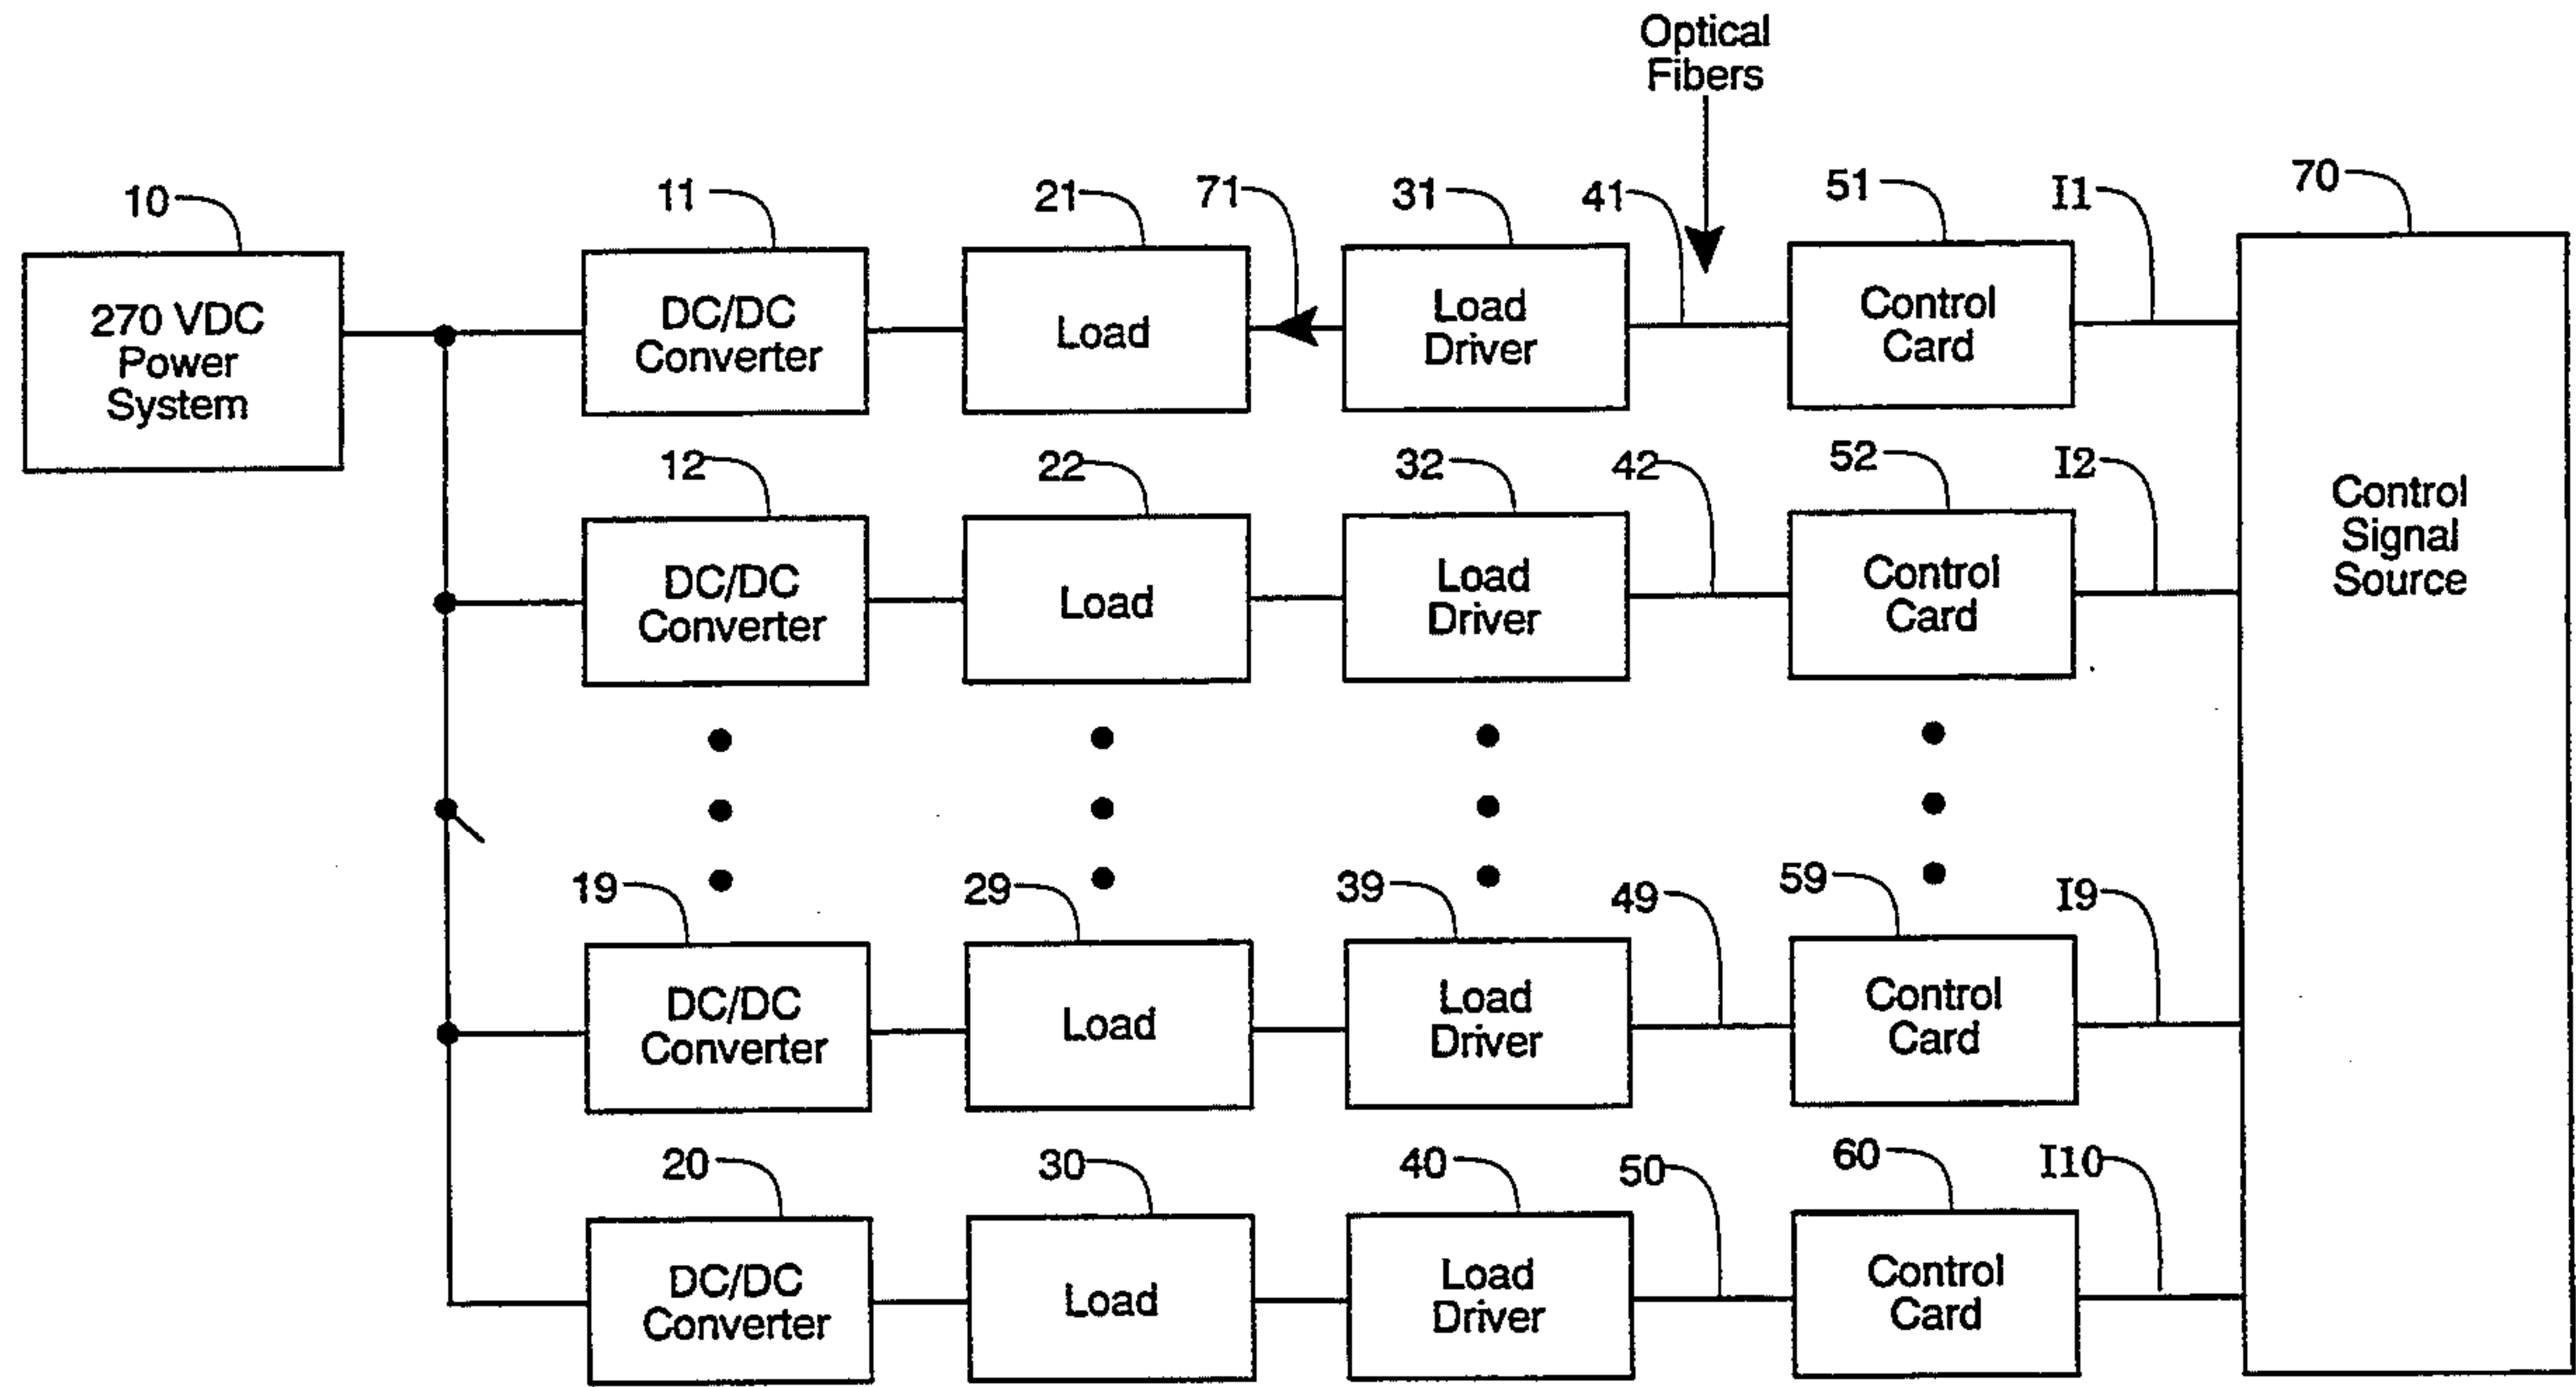 Optical
Fibers
10
11
21
71
31
41
51
I1
70
270 VDC
Power
System
DC/DC
Converter
Load
Load
Driver
Control
Card
12
22
32
42
52
I2
DC/DC
Converter
Load
Load
Driver
Control
Card
Control
Signal
Source
19
29
39
49
59
I9
DC/DC
Converter
Load
Load
Driver
Control
Card
20
30
40
50
60
I10
DC/DC
Converter
Load
Load
Driver
Control
Card